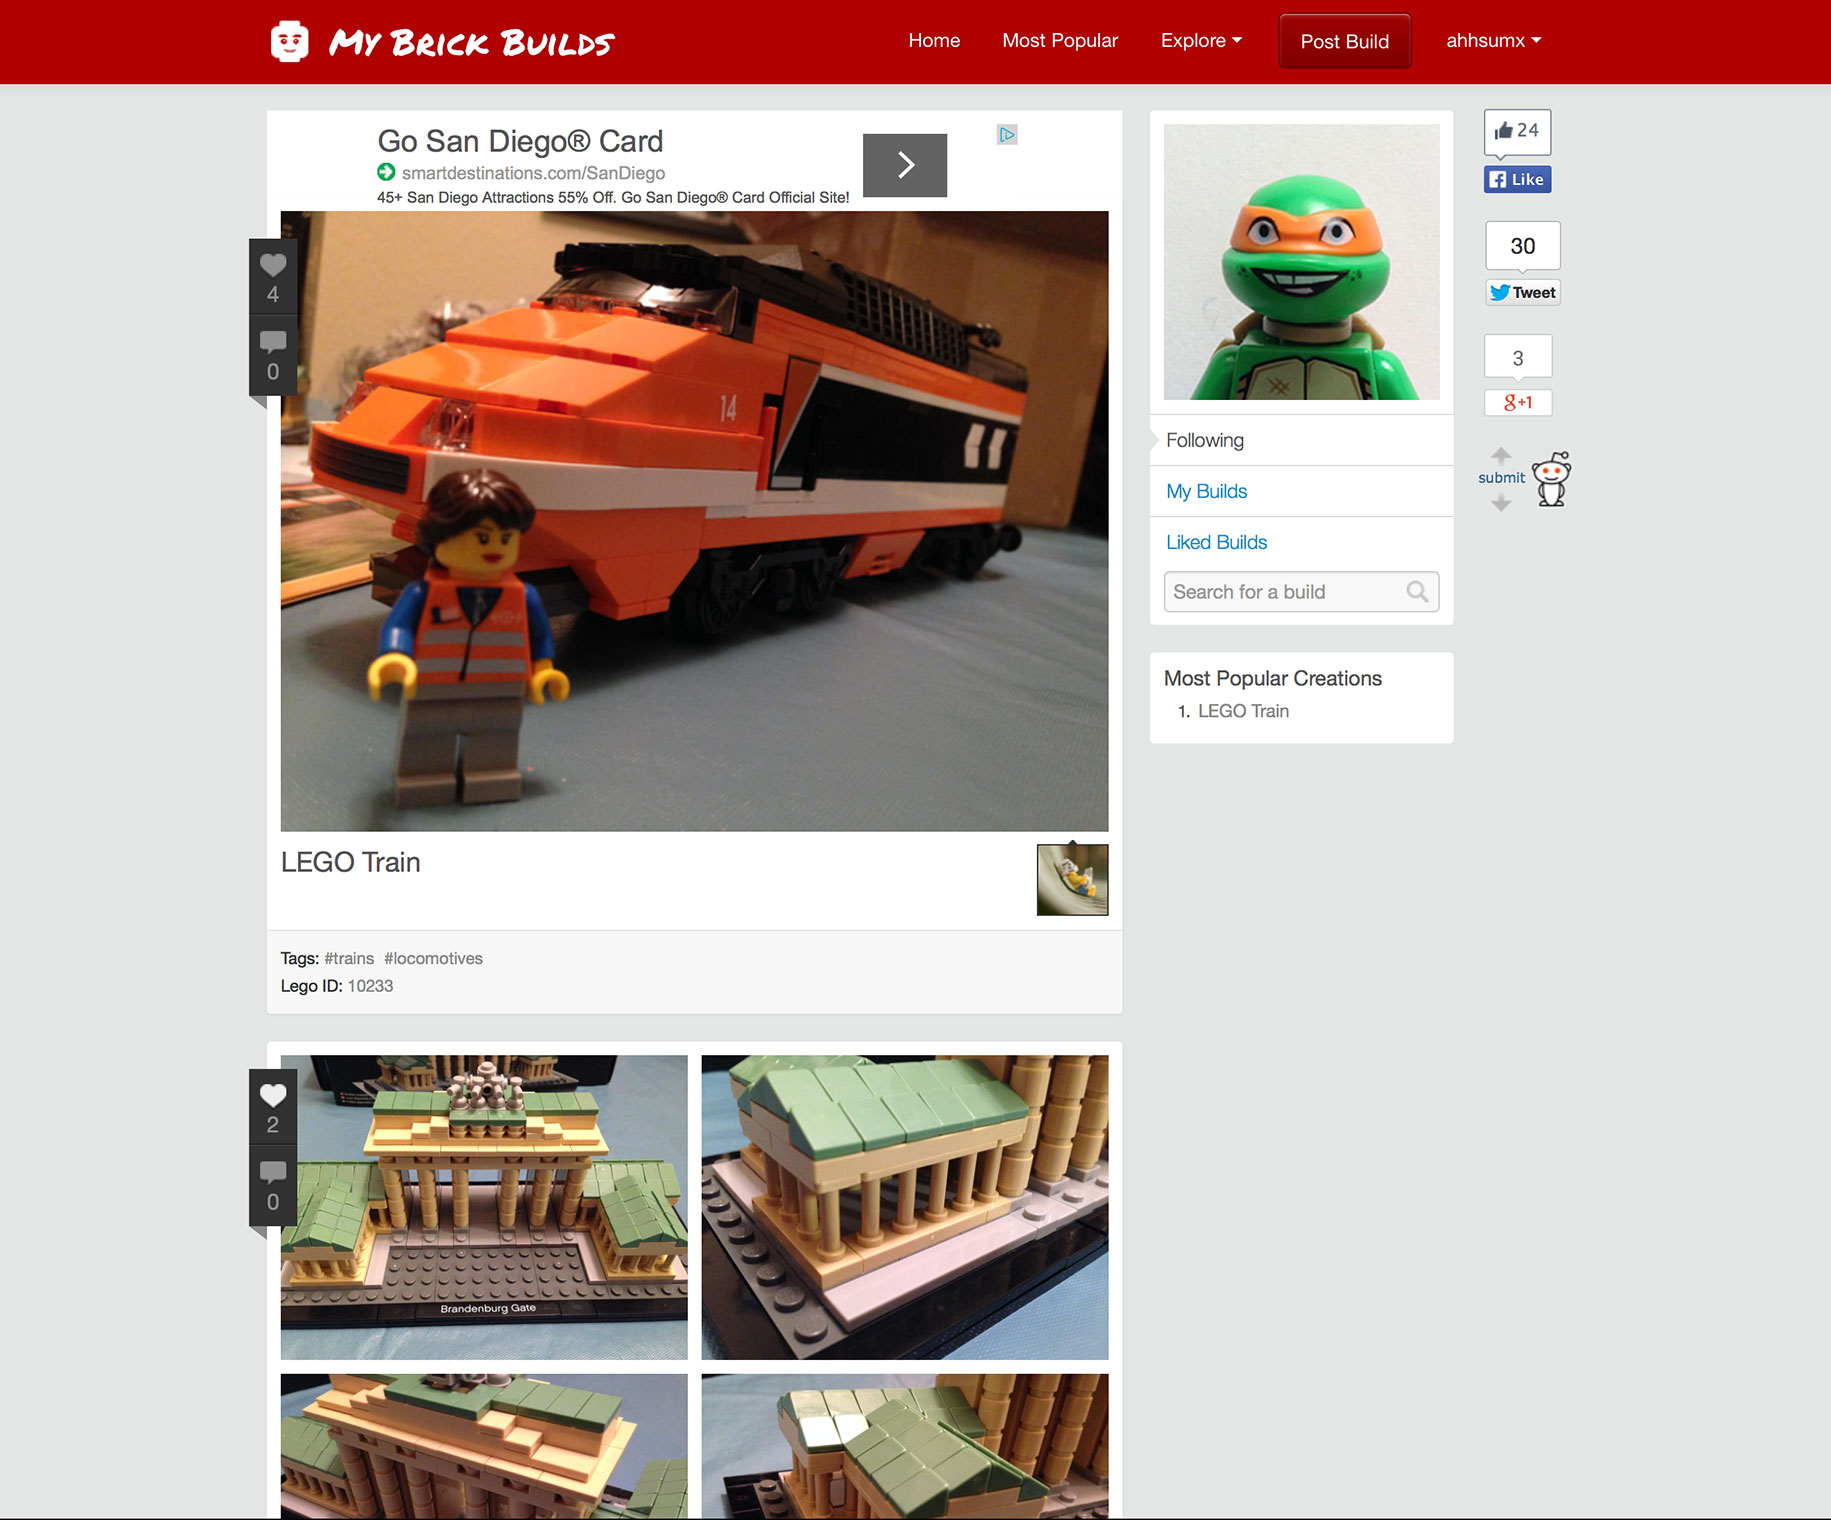 My Brick Builds
Home Most Popular Explore Post Build ahhsumx
Go San Diego® Card
smartdestinations.com/SanDiego
45+ San Diego Attractions 55% Off. Go San Diego® Card Official Site!
4
0
14
LEGO Train
Tags: #trains #locomotives
Lego ID: 10233
2
0
Brandenburg Gate
Following
My Builds
Liked Builds
Search for a build
Most Popular Creations
1. LEGO Train
24
Like
30
Tweet
3
g+1
submit